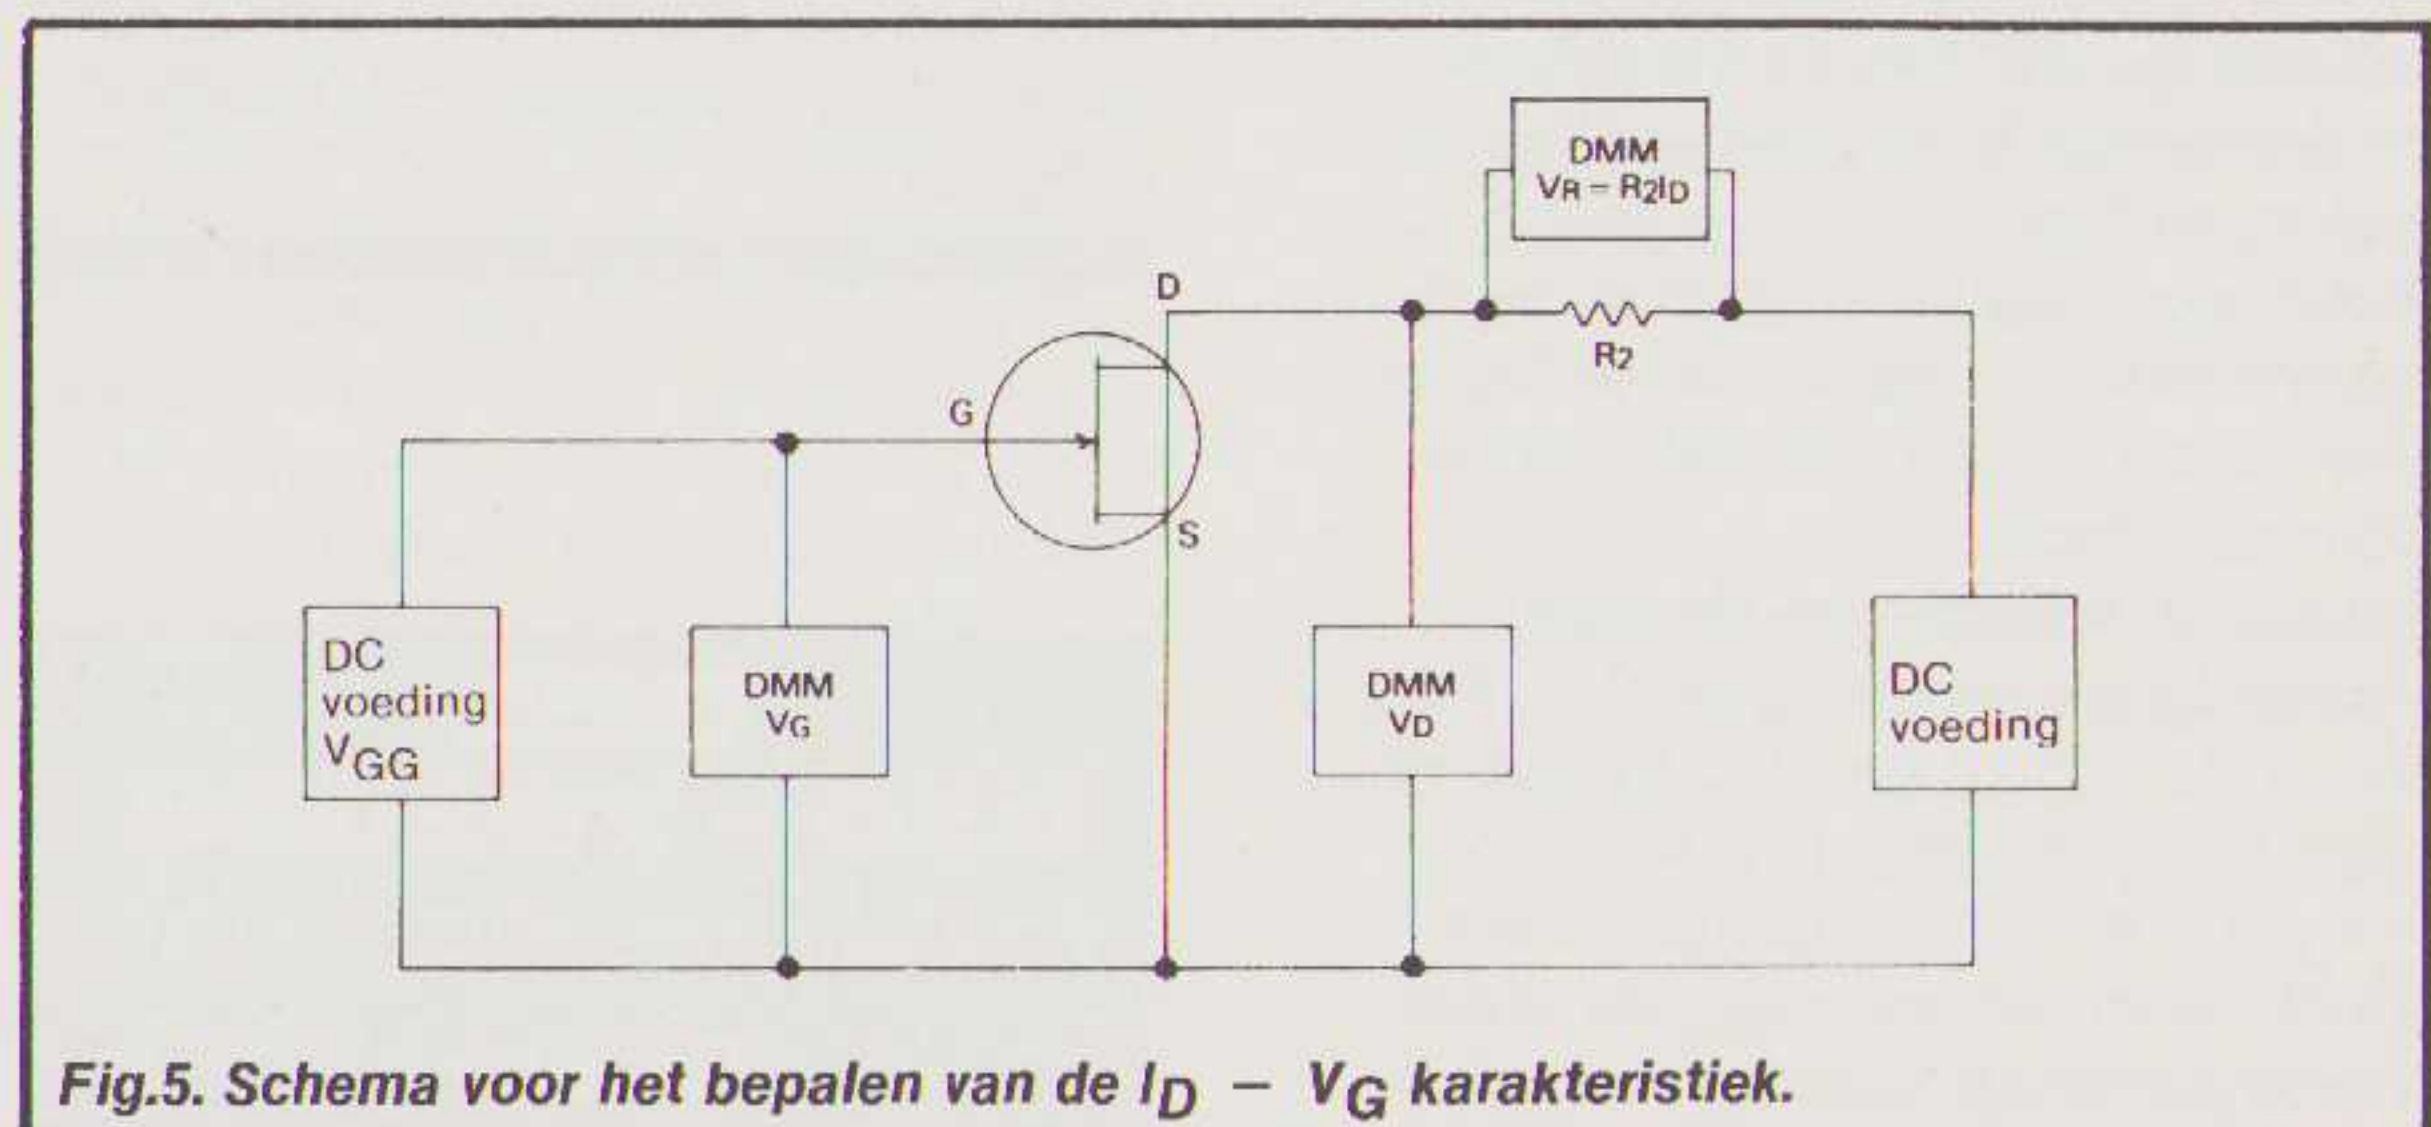 DMM
VR – R2ID
D
R2
G
S
DC
voeding
VGG
DMM
VG
DMM
VD
DC
voeding
Fig.5. Schema voor het bepalen van de ID – VG karakteristiek.